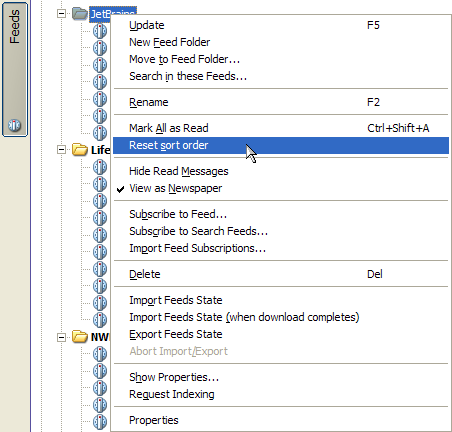 Feeds
JetBrains
Update F5
New Feed Folder
Move to Feed Folder...
Search in these Feeds...
Rename F2
Mark All as Read Ctrl+Shift+A
Reset sort order
Life
Hide Read Messages
View as Newspaper
Subscribe to Feed...
Subscribe to Search Feeds...
Import Feed Subscriptions...
Delete Del
Import Feeds State
Import Feeds State (when download completes)
Export Feeds State
NW
Abort Import/Export
Show Properties...
Request Indexing
Properties